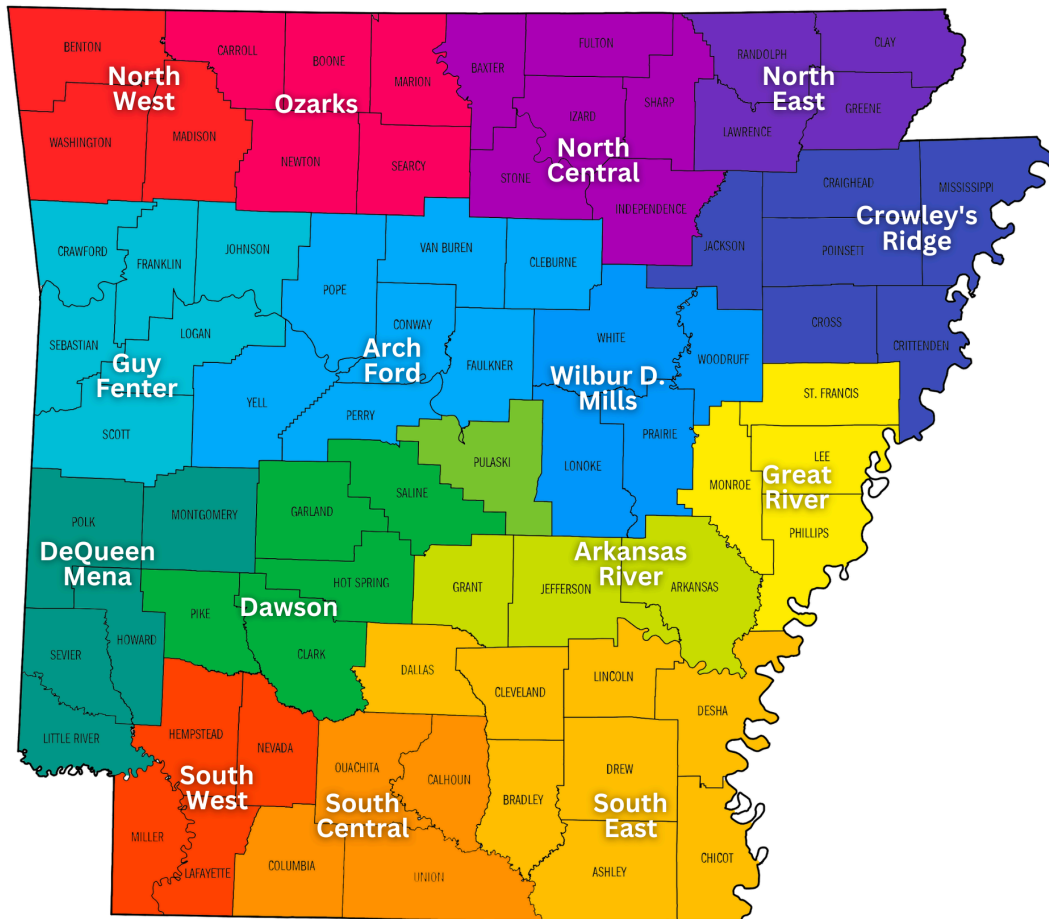 BENTON
CARROLL
BOONE
MARION
BAXTER
FULTON
RANDOLPH
CLAY
North
West
Ozarks
North
East
WASHINGTON
MADISON
NEWTON
SEARCY
IZARD
SHARP
LAWRENCE
GREENE
North
Central
STONE
INDEPENDENCE
CRAIGHEAD
MISSISSIPPI
Crowley's
Ridge
JACKSON
POINSETT
CRAWFORD
FRANKLIN
JOHNSON
POPE
VAN BUREN
CLEBURNE
CROSS
CRITTENDEN
SEBASTIAN
LOGAN
CONWAY
WHITE
WOODRUFF
Guy
Fenter
Arch
Ford
FAULKNER
Wilbur D.
Mills
SCOTT
YELL
PERRY
PULASKI
LONOKE
PRAIRIE
ST. FRANCIS
LEE
MONROE
Great
River
PHILLIPS
POLK
MONTGOMERY
GARLAND
SALINE
DeQueen
Mena
HOT SPRING
GRANT
JEFFERSON
Arkansas
River
ARKANSAS
PIKE
Dawson
CLARK
SEVIER
HOWARD
DALLAS
CLEVELAND
LINCOLN
DESHA
LITTLE RIVER
HEMPSTEAD
NEVADA
OUACHITA
CALHOUN
BRADLEY
DREW
South
West
South
Central
South
East
MILLER
LAFAYETTE
COLUMBIA
UNION
ASHLEY
CHICOT